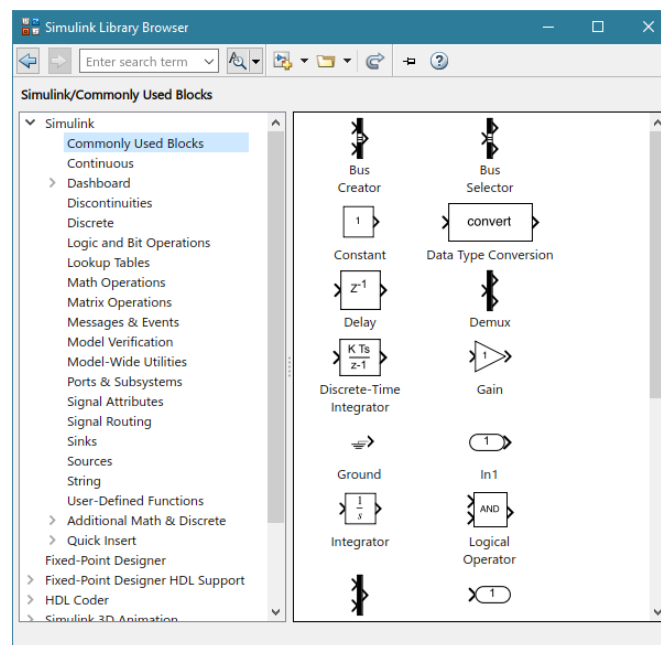 Simulink Library Browser
Enter search term
Simulink/Commonly Used Blocks
Simulink
Commonly Used Blocks
Continuous
Dashboard
Discontinuities
Discrete
Logic and Bit Operations
Lookup Tables
Math Operations
Matrix Operations
Messages & Events
Model Verification
Model-Wide Utilities
Ports & Subsystems
Signal Attributes
Signal Routing
Sinks
Sources
String
User-Defined Functions
Additional Math & Discrete
Quick Insert
Fixed-Point Designer
Fixed-Point Designer HDL Support
HDL Coder
Simulink 3D Animation
Bus
Creator
Bus
Selector
1
Constant
convert
Data Type Conversion
z-1
Delay
Demux
K Ts
z-1
Discrete-Time
Integrator
1
Gain
Ground
1
In1
1
s
Integrator
AND
Logical
Operator
1